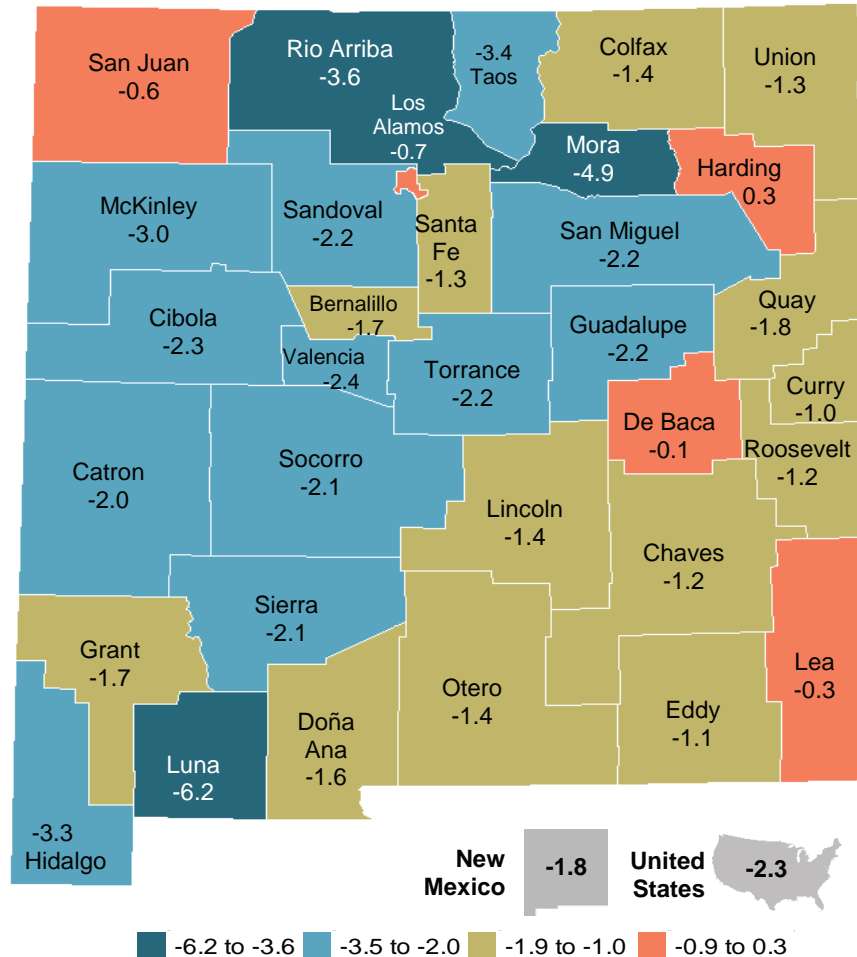 San Juan
-0.6
Rio Arriba
-3.6
-3.4
Taos
Colfax
-1.4
Union
-1.3
Los
Alamos
-0.7
Mora
-4.9
Harding
0.3
McKinley
-3.0
Sandoval
-2.2
Santa
Fe
-1.3
San Miguel
-2.2
Cibola
-2.3
Bernalillo
-1.7
Valencia
-2.4
Torrance
-2.2
Guadalupe
-2.2
Quay
-1.8
Curry
-1.0
De Baca
-0.1
Roosevelt
-1.2
Catron
-2.0
Socorro
-2.1
Lincoln
-1.4
Chaves
-1.2
Sierra
-2.1
Grant
-1.7
Otero
-1.4
Eddy
-1.1
Lea
-0.3
Doña
Ana
-1.6
Luna
-6.2
-3.3
Hidalgo
New
Mexico
-1.8
United
States
-2.3
-6.2 to -3.6
-3.5 to -2.0
-1.9 to -1.0
-0.9 to 0.3